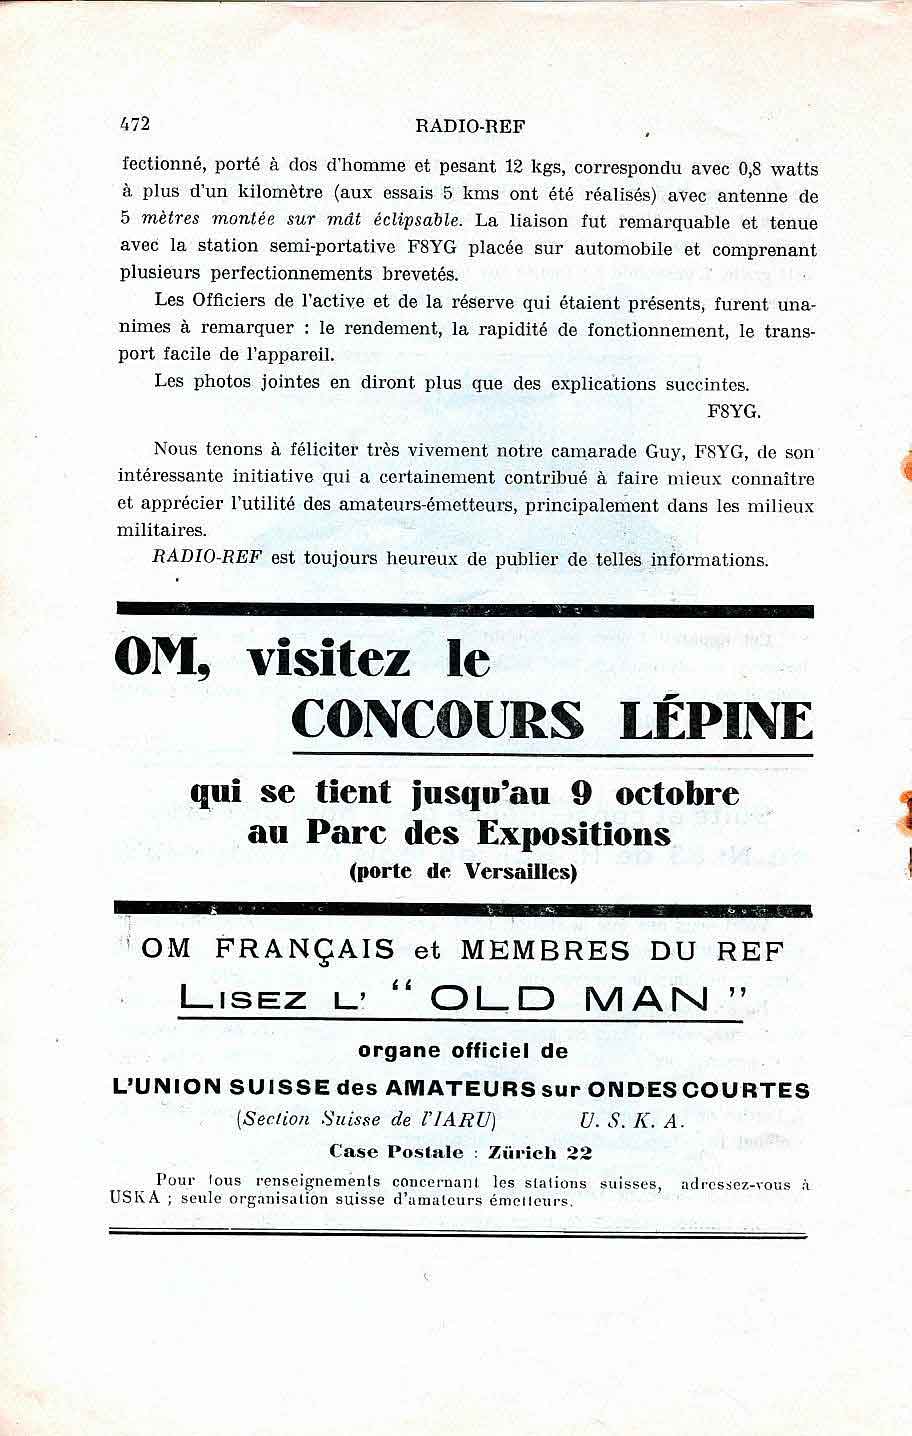 472
RADIO-REF
fectionné, porté à dos d'homme et pesant 12 kgs, correspondu avec 0,8 watts
à plus d'un kilomètre (aux essais 5 kms ont été réalisés) avec antenne de
5 mètres montée sur mât éclipsable. La liaison fut remarquable et tenue
avec la station semi-portative F8YG placée sur automobile et comprenant
plusieurs perfectionnements brevetés.
Les Officiers de l'active et de la réserve qui étaient présents, furent una-
nimes à remarquer : le rendement, la rapidité de fonctionnement, le trans-
port facile de l'appareil.
Les photos jointes en diront plus que des explications succintes.
F8YG.
Nous tenons à féliciter très vivement notre camarade Guy, F8YG, de son
intéressante initiative qui a certainement contribué à faire mieux connaître
et apprécier l'utilité des amateurs-émetteurs, principalement dans les milieux
militaires.
RADIO-REF est toujours heureux de publier de telles informations.
OM, visitez le
CONCOURS LÉPINE
qui se tient jusqu'au 9 octobre
au Parc des Expositions
(porte de Versailles)
OM FRANÇAIS et MEMBRES DU REF
LISEZ L' “ OLD MAN ”
organe officiel de
L'UNION SUISSE des AMATEURS sur ONDES COURTES
(Section Suisse de l'IARU) U. S. K. A.
Case Postale : Zürich 22
Pour tous renseignements concernant les stations suisses, adressez-vous à
USKA ; seule organisation suisse d'amateurs émetteurs.